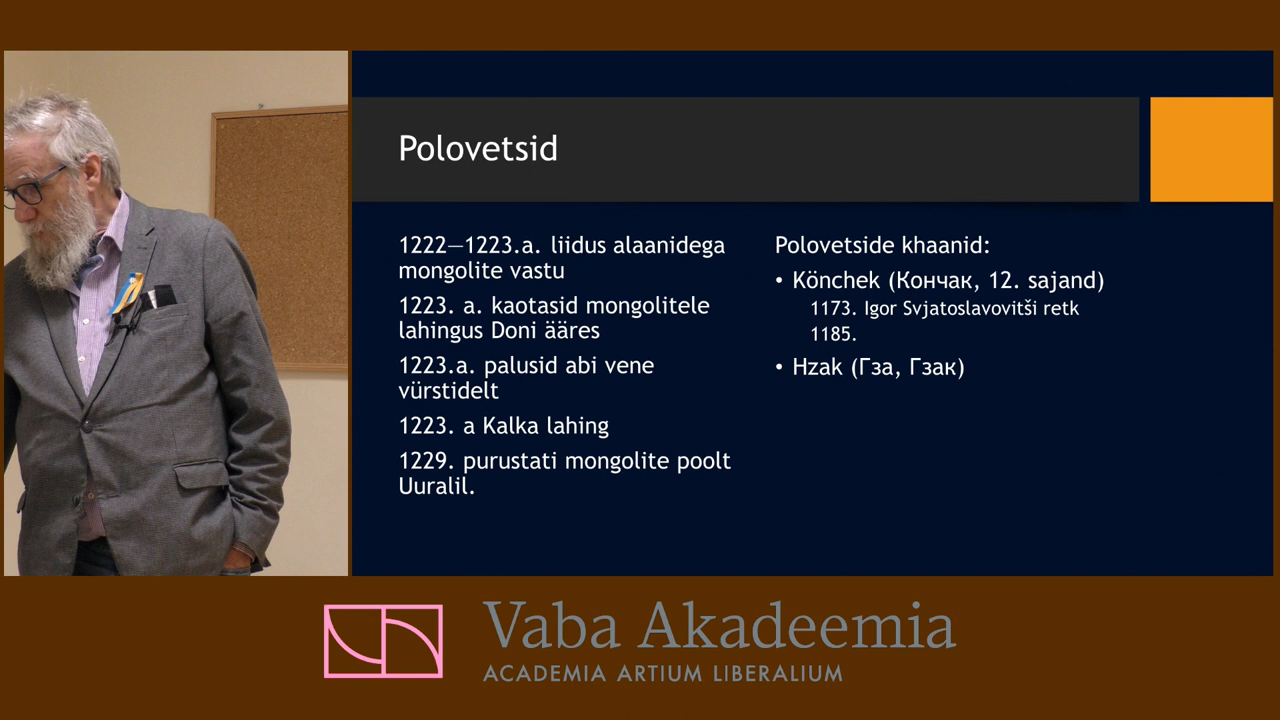 Polovetsid
1222—1223.a. liidus alaanidega
mongolite vastu
1223. a. kaotasid mongolitele
lahingus Doni ääres
1223.a. palusid abi vene
vürstidelt
1223. a Kalka lahing
1229. purustati mongolite poolt
Uuralil.
Polovetside khaanid:
• Könchek (Кончак, 12. sajand)
1173. Igor Svjatoslavovitši retk
1185.
• Hzak (Гза, Гзак)
Vaba Akadeemia
ACADEMIA ARTIUM LIBERALIUM